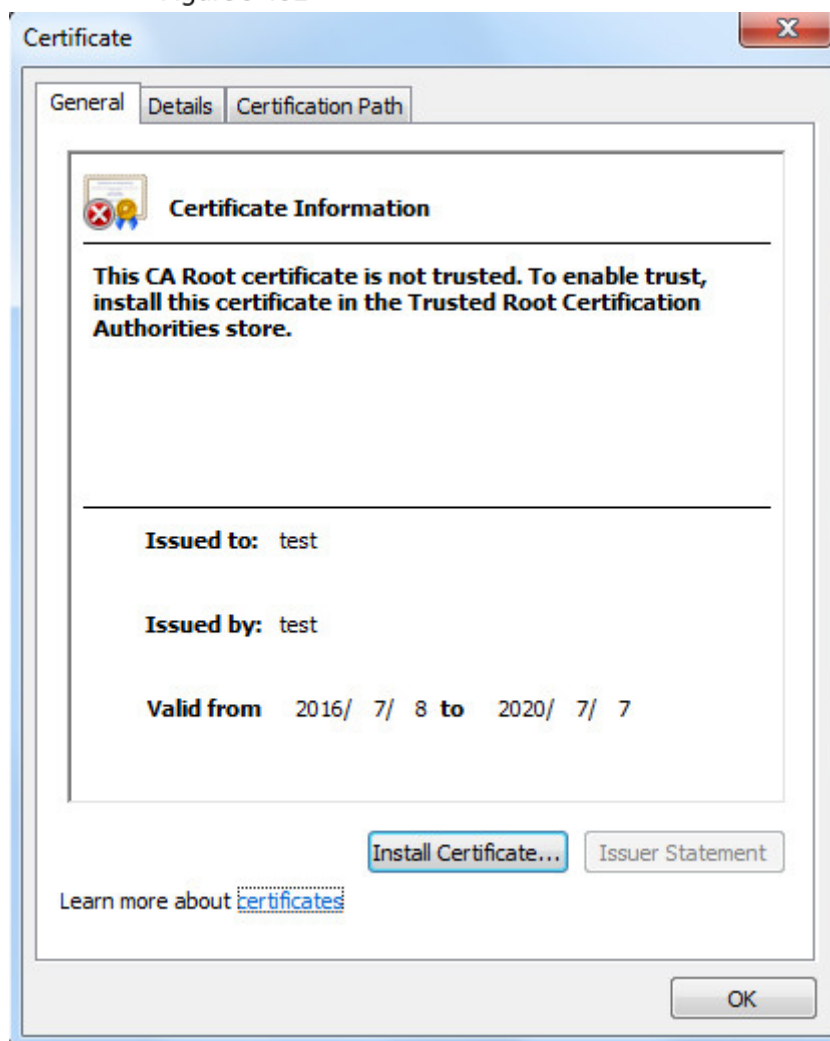 Certificate
General Details Certification Path
Certificate Information
This CA Root certificate is not trusted. To enable trust,
install this certificate in the Trusted Root Certification
Authorities store.
Issued to: test
Issued by: test
Valid from 2016/ 7/ 8 to 2020/ 7/ 7
Install Certificate... Issuer Statement
Learn more about certificates
OK